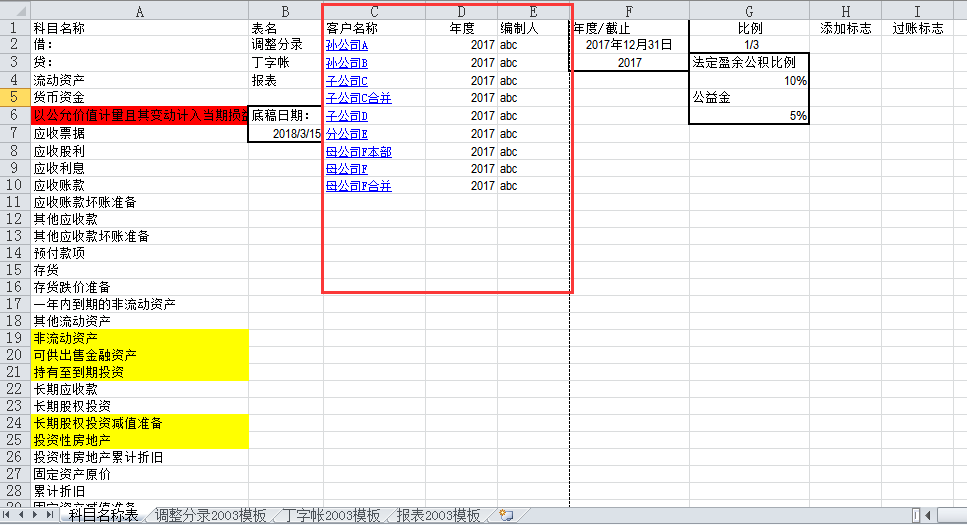 A B C D E F G H I
1 科目名称 表名 客户名称 年度 编制人 年度/截止 比例 添加标志 过账标志
2 借: 调整分录 孙公司A 2017 abc 2017年12月31日 1/3
3 贷: 丁字帐 孙公司B 2017 abc 2017 法定盈余公积比例
4 流动资产 报表 子公司C 2017 abc 10%
5 货币资金 子公司C合并 2017 abc 公益金
6 以公允价值计量且其变动计入当期损益 底稿日期: 子公司D 2017 abc 5%
7 应收票据 2018/3/15 分公司E 2017 abc
8 应收股利 母公司F本部 2017 abc
9 应收利息 母公司F 2017 abc
10 应收账款 母公司F合并 2017 abc
11 应收账款坏账准备
12 其他应收款
13 其他应收款坏账准备
14 预付款项
15 存货
16 存货跌价准备
17 一年内到期的非流动资产
18 其他流动资产
19 非流动资产
20 可供出售金融资产
21 持有至到期投资
22 长期应收款
23 长期股权投资
24 长期股权投资减值准备
25 投资性房地产
26 投资性房地产累计折旧
27 固定资产原价
28 累计折旧
科目名称表 调整分录2003模板 丁字帐2003模板 报表2003模板